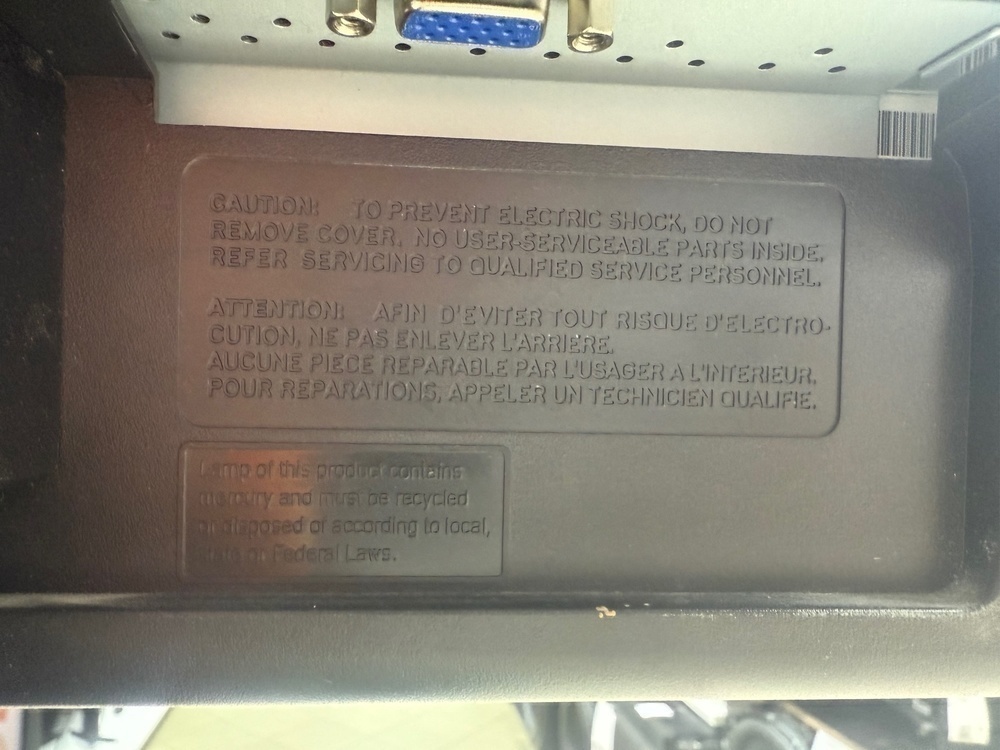 CAUTION: TO PREVENT ELECTRIC SHOCK, DO NOT
REMOVE COVER. NO USER-SERVICEABLE PARTS INSIDE.
REFER SERVICING TO QUALIFIED SERVICE PERSONNEL.
ATTENTION: AFIN D'EVITER TOUT RISQUE D'ELECTRO-
CUTION, NE PAS ENLEVER L'ARRIERE.
AUCUNE PIECE REPARABLE PAR L'USAGER A L'INTERIEUR.
POUR REPARATIONS, APPELER UN TECHNICIEN QUALIFIE.
Lamp of this product contains
mercury and must be recycled
or disposed of according to local,
state or Federal Laws.